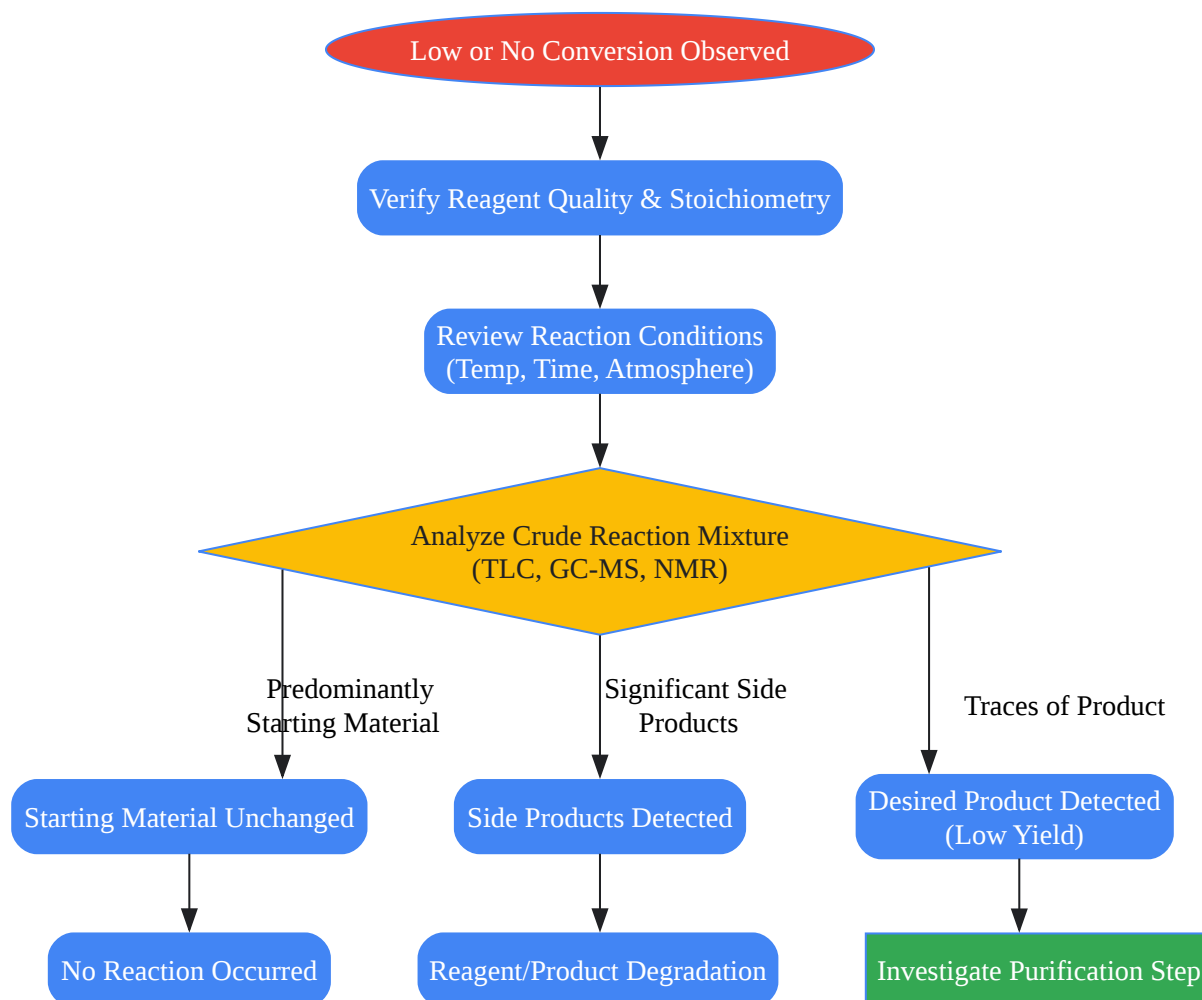 Low or No Conversion Observed
Verify Reagent Quality & Stoichiometry
Review Reaction Conditions
(Temp, Time, Atmosphere)
Analyze Crude Reaction Mixture
(TLC, GC-MS, NMR)
Predominantly
Starting Material
Significant Side
Products
Traces of Product
Starting Material Unchanged
Side Products Detected
Desired Product Detected
(Low Yield)
No Reaction Occurred
Reagent/Product Degradation
Investigate Purification Step